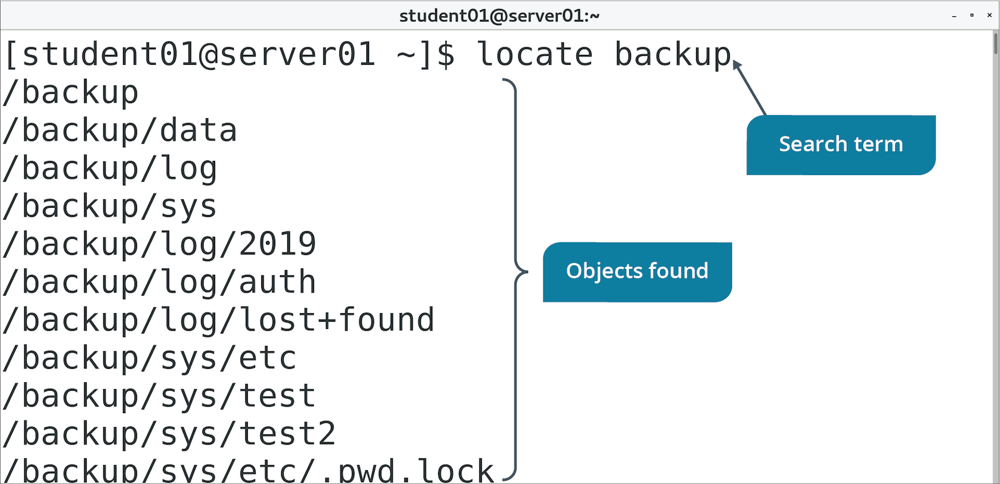 student01@server01:~
[student01@server01 ~]$ locate backup
/backup
/backup/data
/backup/log
/backup/sys
/backup/log/2019
/backup/log/auth
/backup/log/lost+found
/backup/sys/etc
/backup/sys/test
/backup/sys/test2
/backup/sys/etc/.pwd.lock
Search term
Objects found